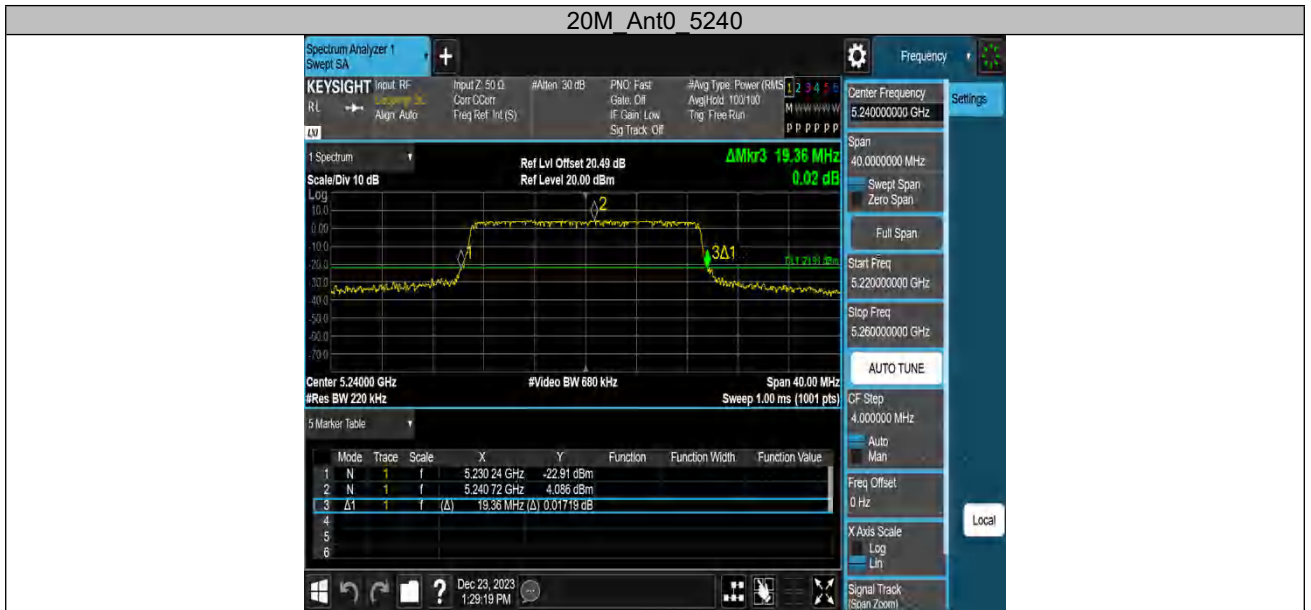 20M_Ant0_5240
Spectrum Analyzer 1
Swept SA
Frequency
KEYSIGHT
Input: RF
Align: Auto
RL
LXI
Input Z: 50 Ω
Corr CCorr
Freq Ref: Int (S)
#Atten: 30 dB
PNO: Fast
Gate: Off
IF Gain: Low
Sig Track: Off
#Avg Type: Power (RMS
Avg|Hold: 100/100
Trig: Free Run
1 2 3 4 5 6
M W W W W W
P P P P P P
Center Frequency
5.240000000 GHz
Settings
Span
40.0000000 MHz
Swept Span
Zero Span
Full Span
Start Freq
5.220000000 GHz
Stop Freq
5.260000000 GHz
AUTO TUNE
CF Step
4.000000 MHz
Auto
Man
Freq Offset
0 Hz
X Axis Scale
Log
Lin
Local
Signal Track
(Span Zoom)
1 Spectrum
Scale/Div 10 dB
Ref Lvl Offset 20.49 dB
Ref Level 20.00 dBm
ΔMkr3 19.36 MHz
0.02 dB
Log
10.0
0.00
-10.0
-20.0
-30.0
-40.0
-50.0
-60.0
-70.0
1
2
3Δ1
Center 5.24000 GHz
#Video BW 680 kHz
Span 40.00 MHz
#Res BW 220 kHz
Sweep 1.00 ms (1001 pts)
5 Marker Table
Mode Trace Scale X Y Function Function Width Function Value
1 N 1 f 5.230 24 GHz -22.91 dBm
2 N 1 f 5.240 72 GHz 4.086 dBm
3 Δ1 1 f (Δ) 19.36 MHz (Δ) 0.01719 dB
4
5
6
?
Dec 23, 2023
1:29:19 PM